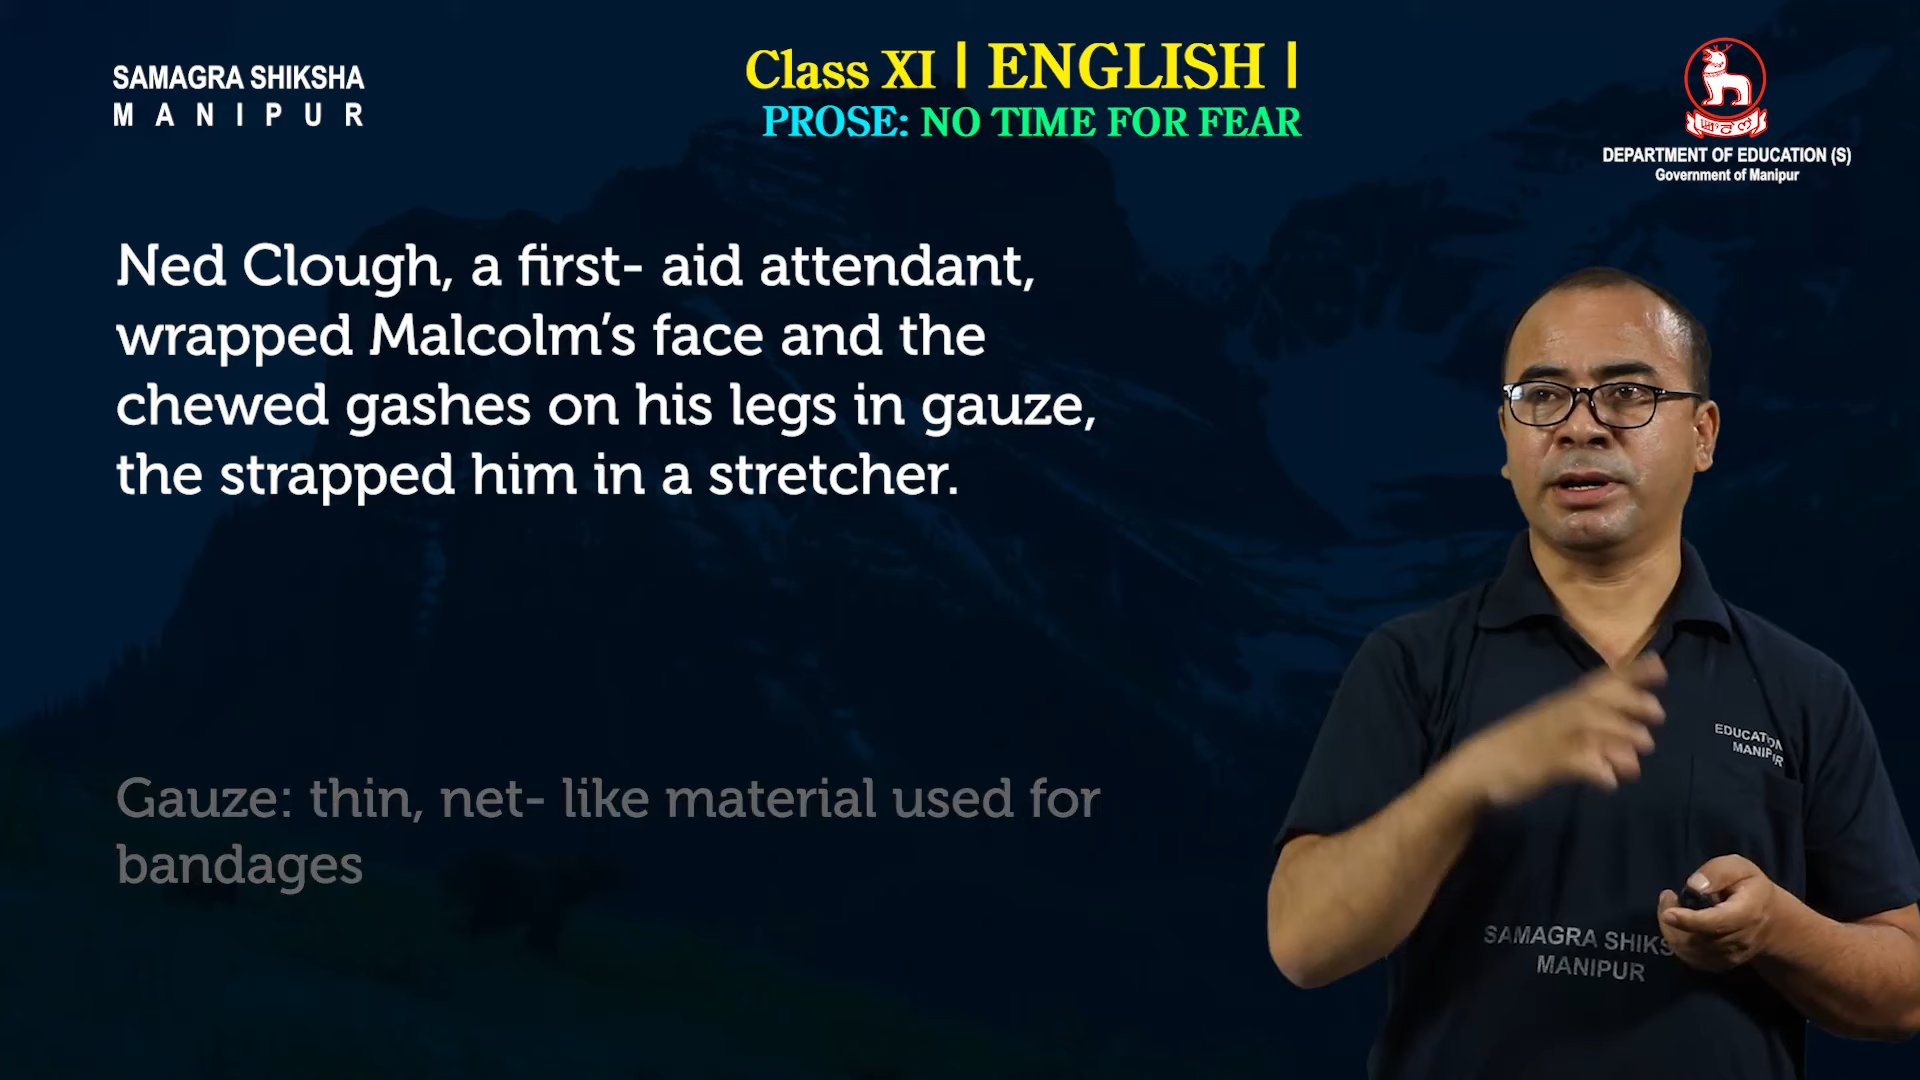 SAMAGRA SHIKSHA
MANIPUR
Class XI | ENGLISH |
PROSE: NO TIME FOR FEAR
DEPARTMENT OF EDUCATION (S)
Government of Manipur
Ned Clough, a first- aid attendant,
wrapped Malcolm’s face and the
chewed gashes on his legs in gauze,
the strapped him in a stretcher.
Gauze: thin, net- like material used for
bandages
EDUCATION
MANIPUR
SAMAGRA SHIKS
MANIPUR